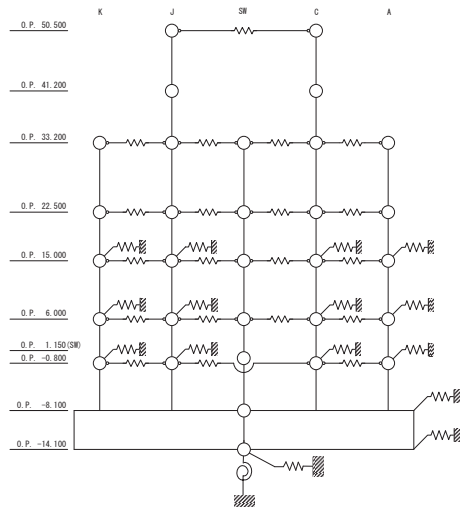 K J SW C A
O.P. 50.500
O.P. 41.200
O.P. 33.200
O.P. 22.500
O.P. 15.000
O.P. 6.000
O.P. 1.150(SW)
O.P. -0.800
O.P. -8.100
O.P. -14.100